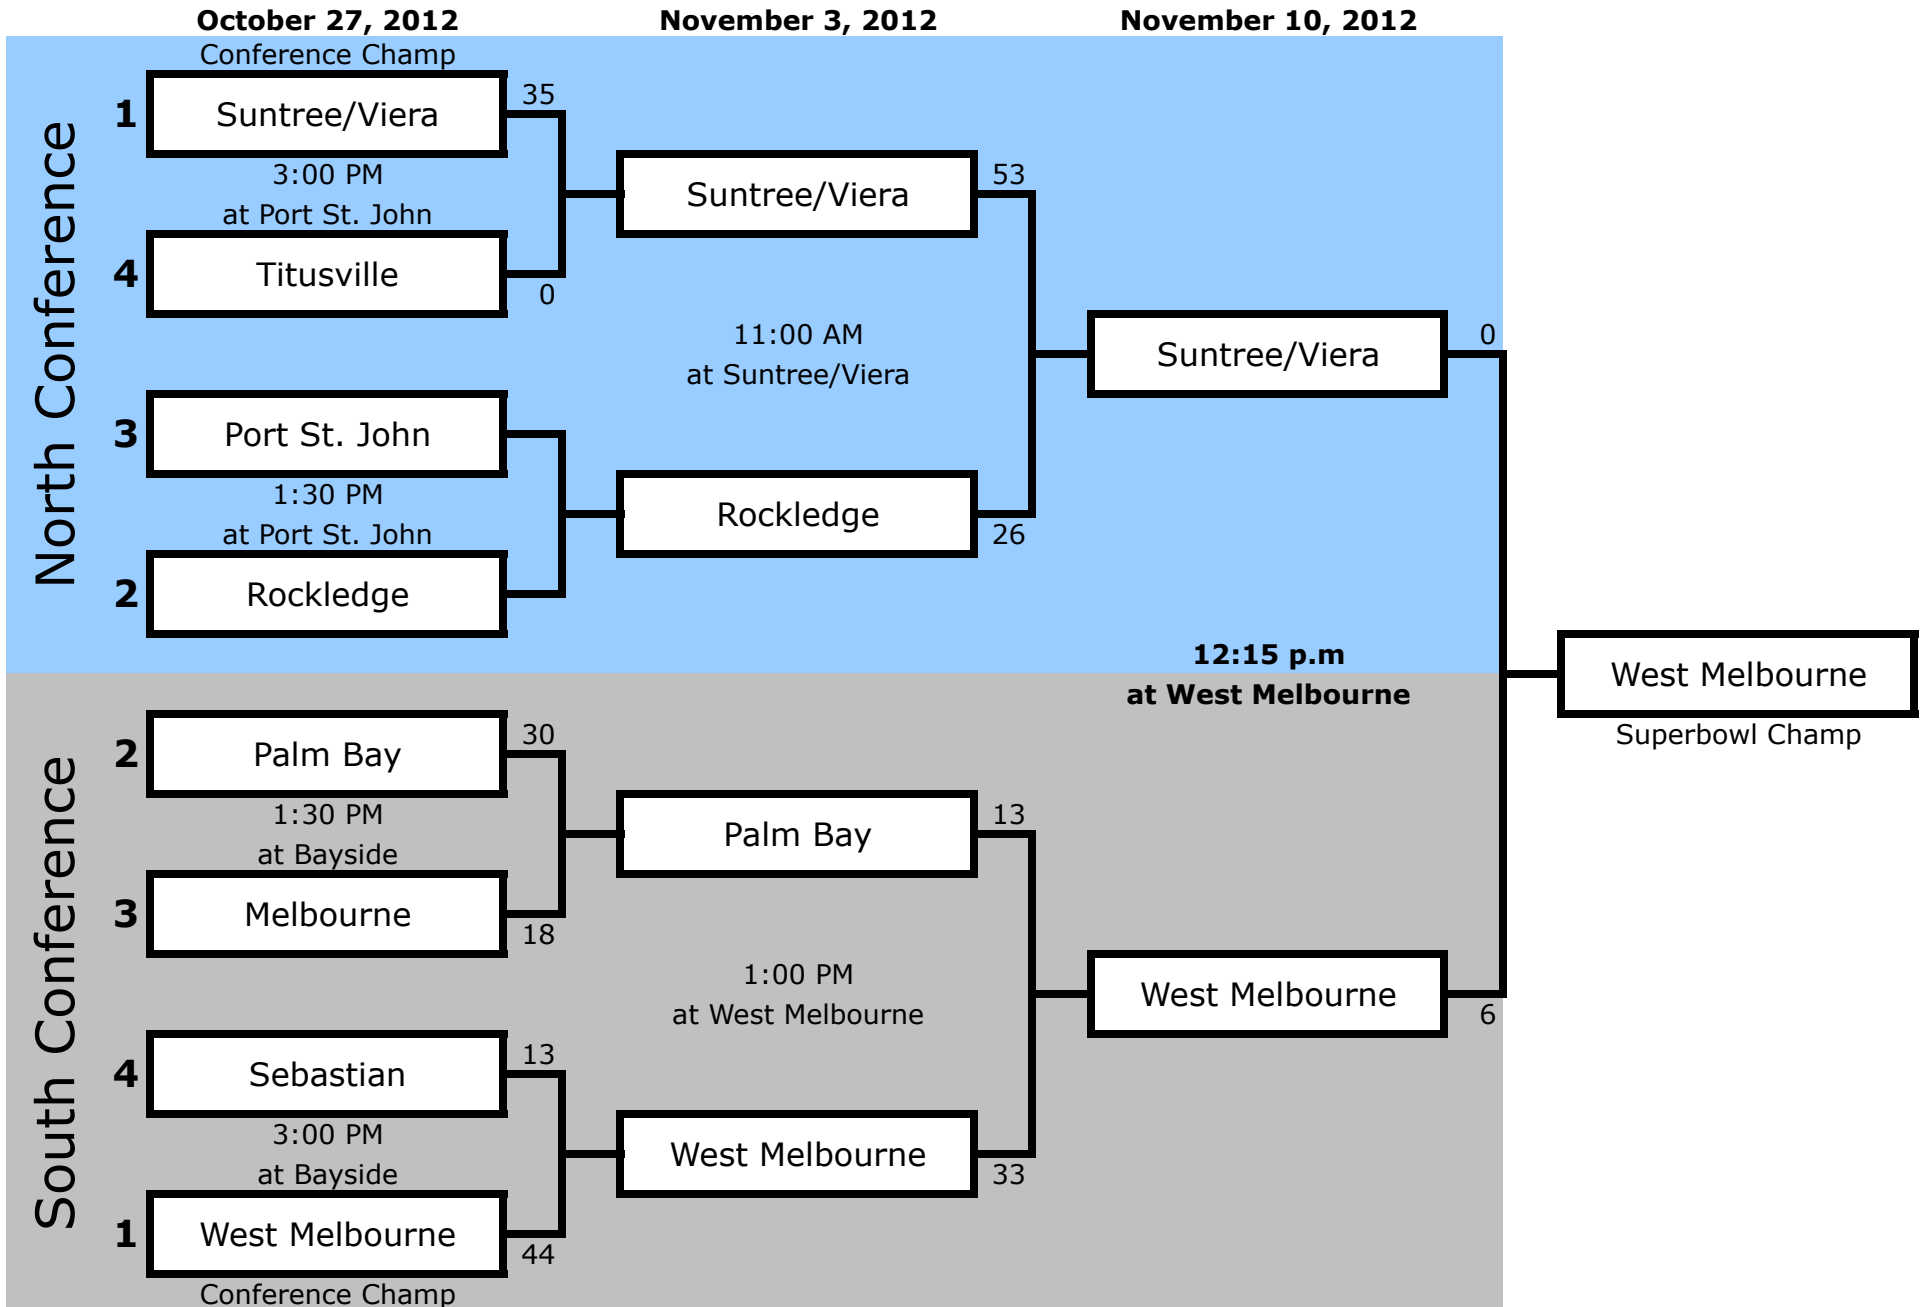 October 27, 2012
November 3, 2012
November 10, 2012
North Conference
Conference Champ
1
Suntree/Viera
35
3:00 PM
at Port St. John
4
Titusville
0
3
Port St. John
1:30 PM
at Port St. John
2
Rockledge
Suntree/Viera
53
11:00 AM
at Suntree/Viera
Rockledge
26
Suntree/Viera
0
12:15 p.m
at West Melbourne
West Melbourne
Superbowl Champ
South Conference
2
Palm Bay
30
1:30 PM
at Bayside
3
Melbourne
18
4
Sebastian
13
3:00 PM
at Bayside
1
West Melbourne
44
Conference Champ
Palm Bay
13
1:00 PM
at West Melbourne
West Melbourne
33
West Melbourne
6